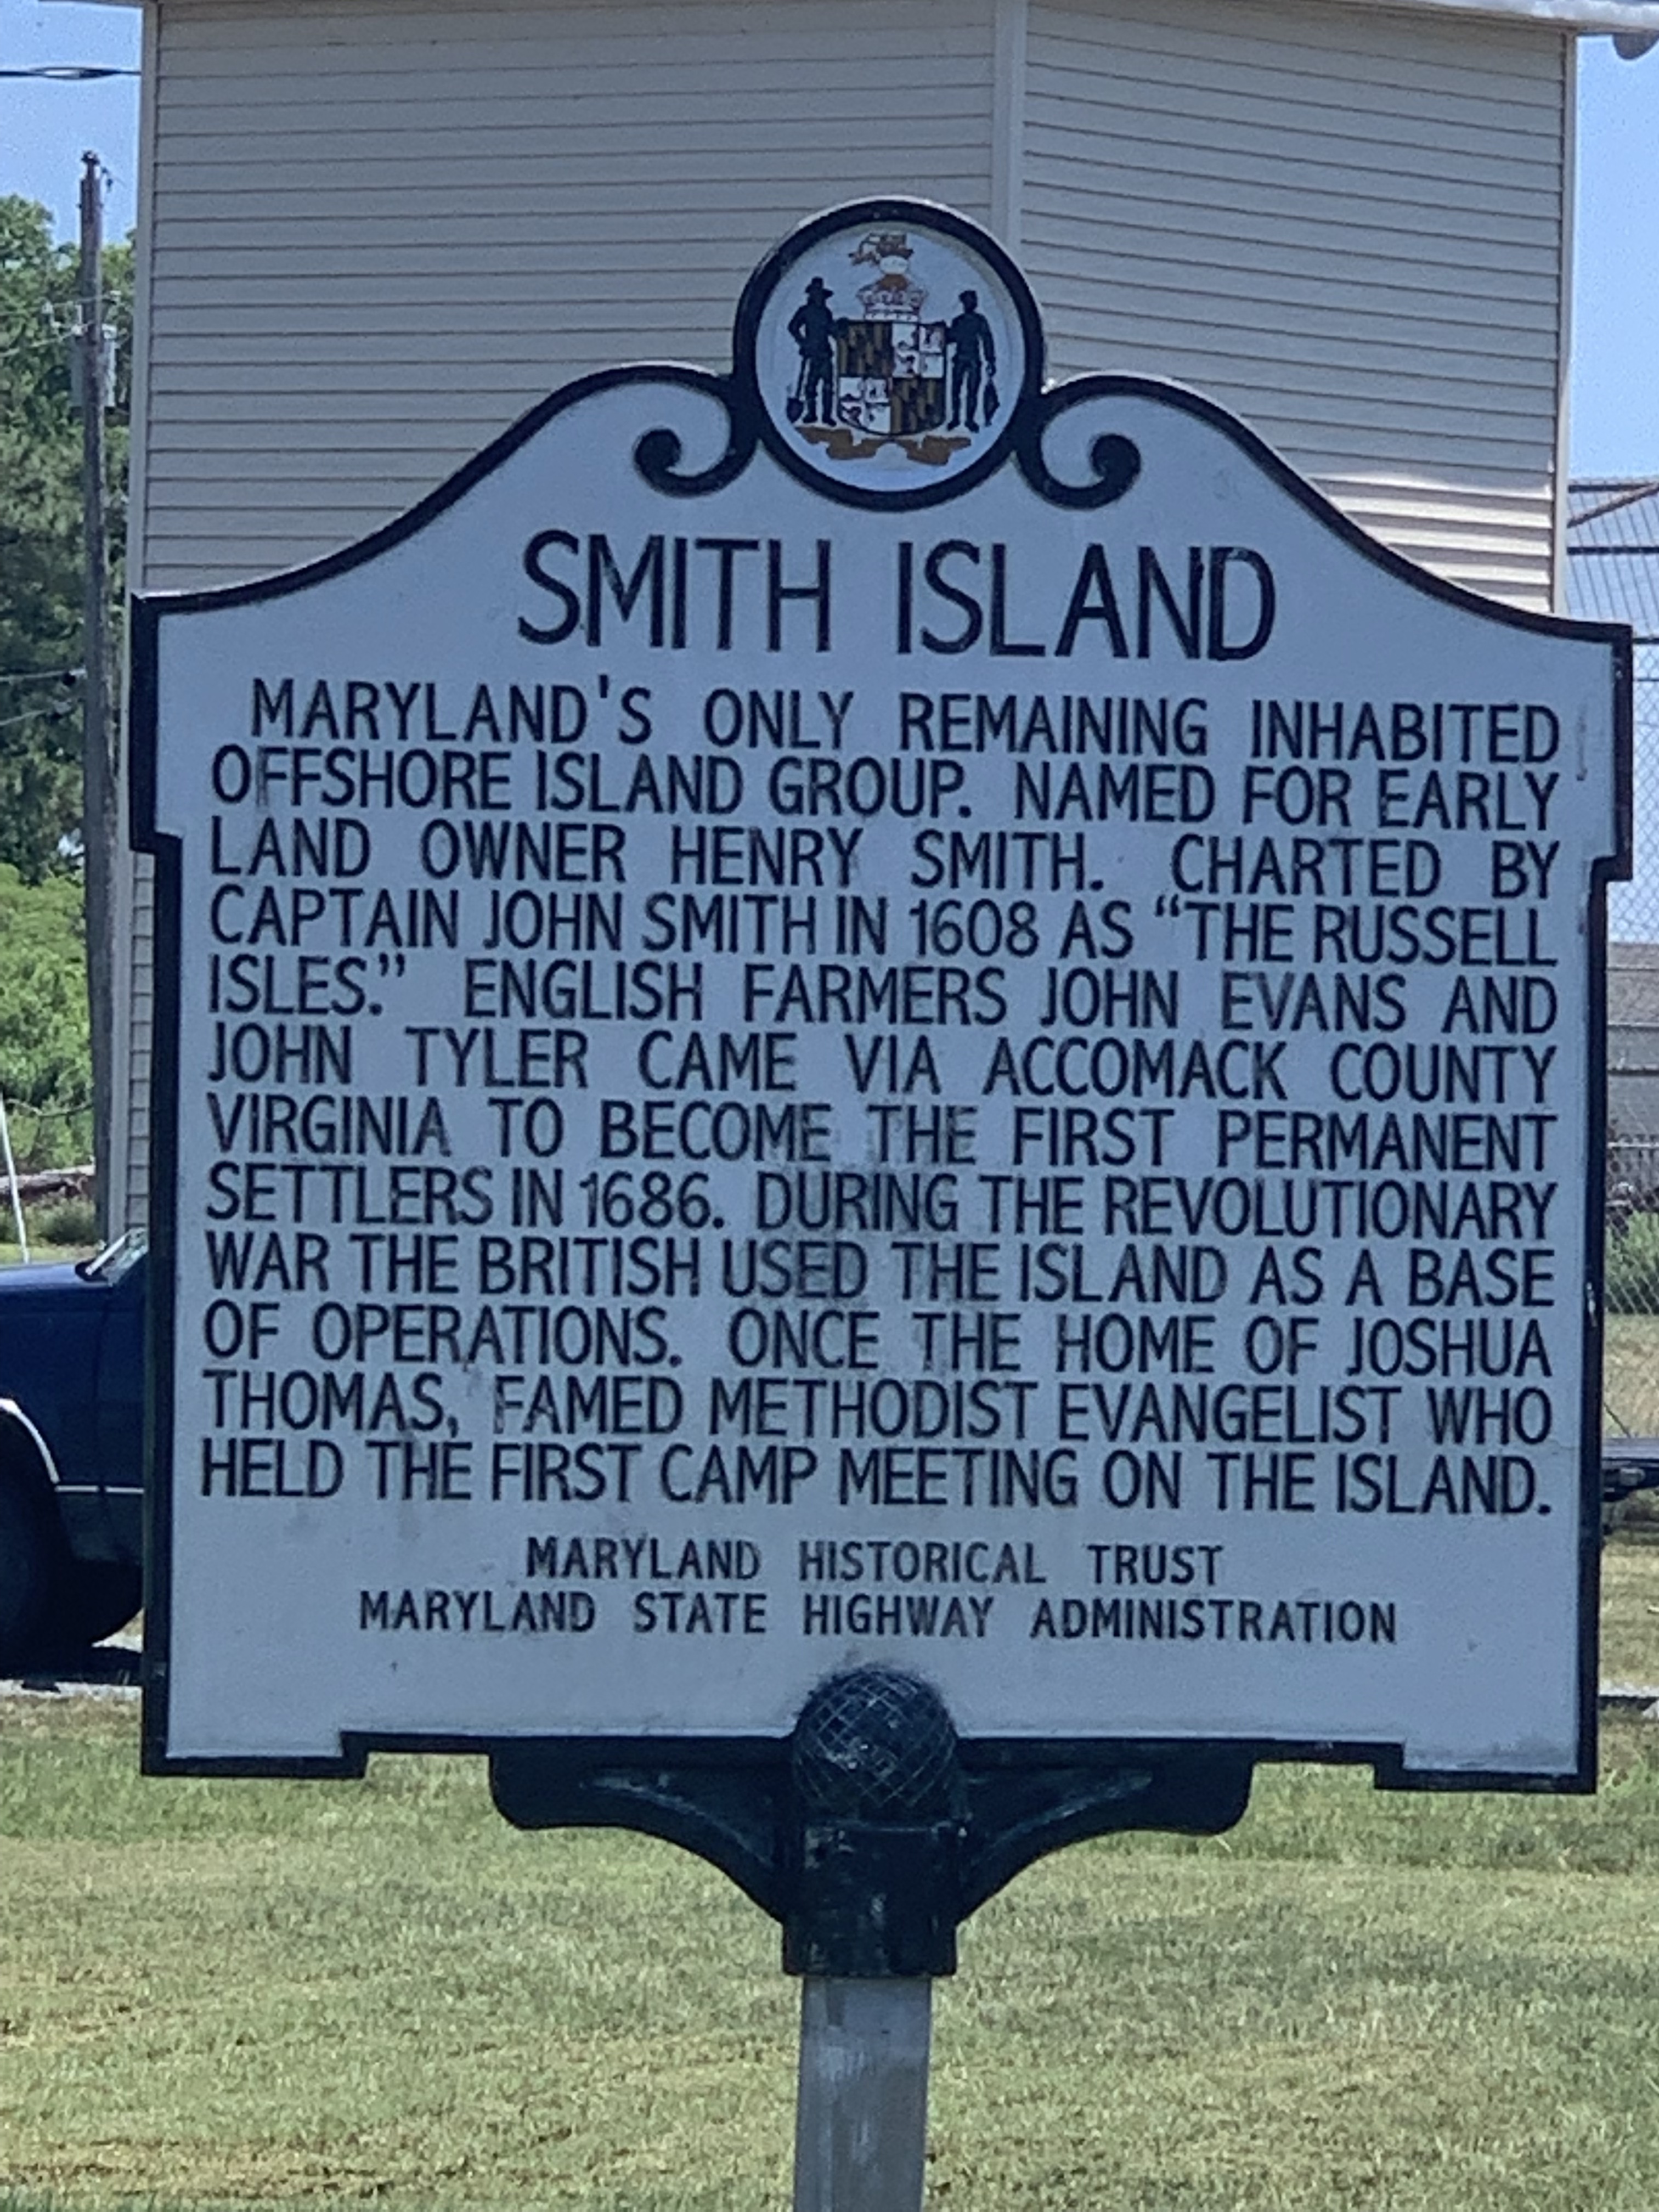 SMITH ISLAND
MARYLAND'S ONLY REMAINING INHABITED
OFFSHORE ISLAND GROUP. NAMED FOR EARLY
LAND OWNER HENRY SMITH. CHARTED BY
CAPTAIN JOHN SMITH IN 1608 AS “THE RUSSELL
ISLES.” ENGLISH FARMERS JOHN EVANS AND
JOHN TYLER CAME VIA ACCOMACK COUNTY
VIRGINIA TO BECOME THE FIRST PERMANENT
SETTLERS IN 1686. DURING THE REVOLUTIONARY
WAR THE BRITISH USED THE ISLAND AS A BASE
OF OPERATIONS. ONCE THE HOME OF JOSHUA
THOMAS, FAMED METHODIST EVANGELIST WHO
HELD THE FIRST CAMP MEETING ON THE ISLAND.
MARYLAND HISTORICAL TRUST
MARYLAND STATE HIGHWAY ADMINISTRATION